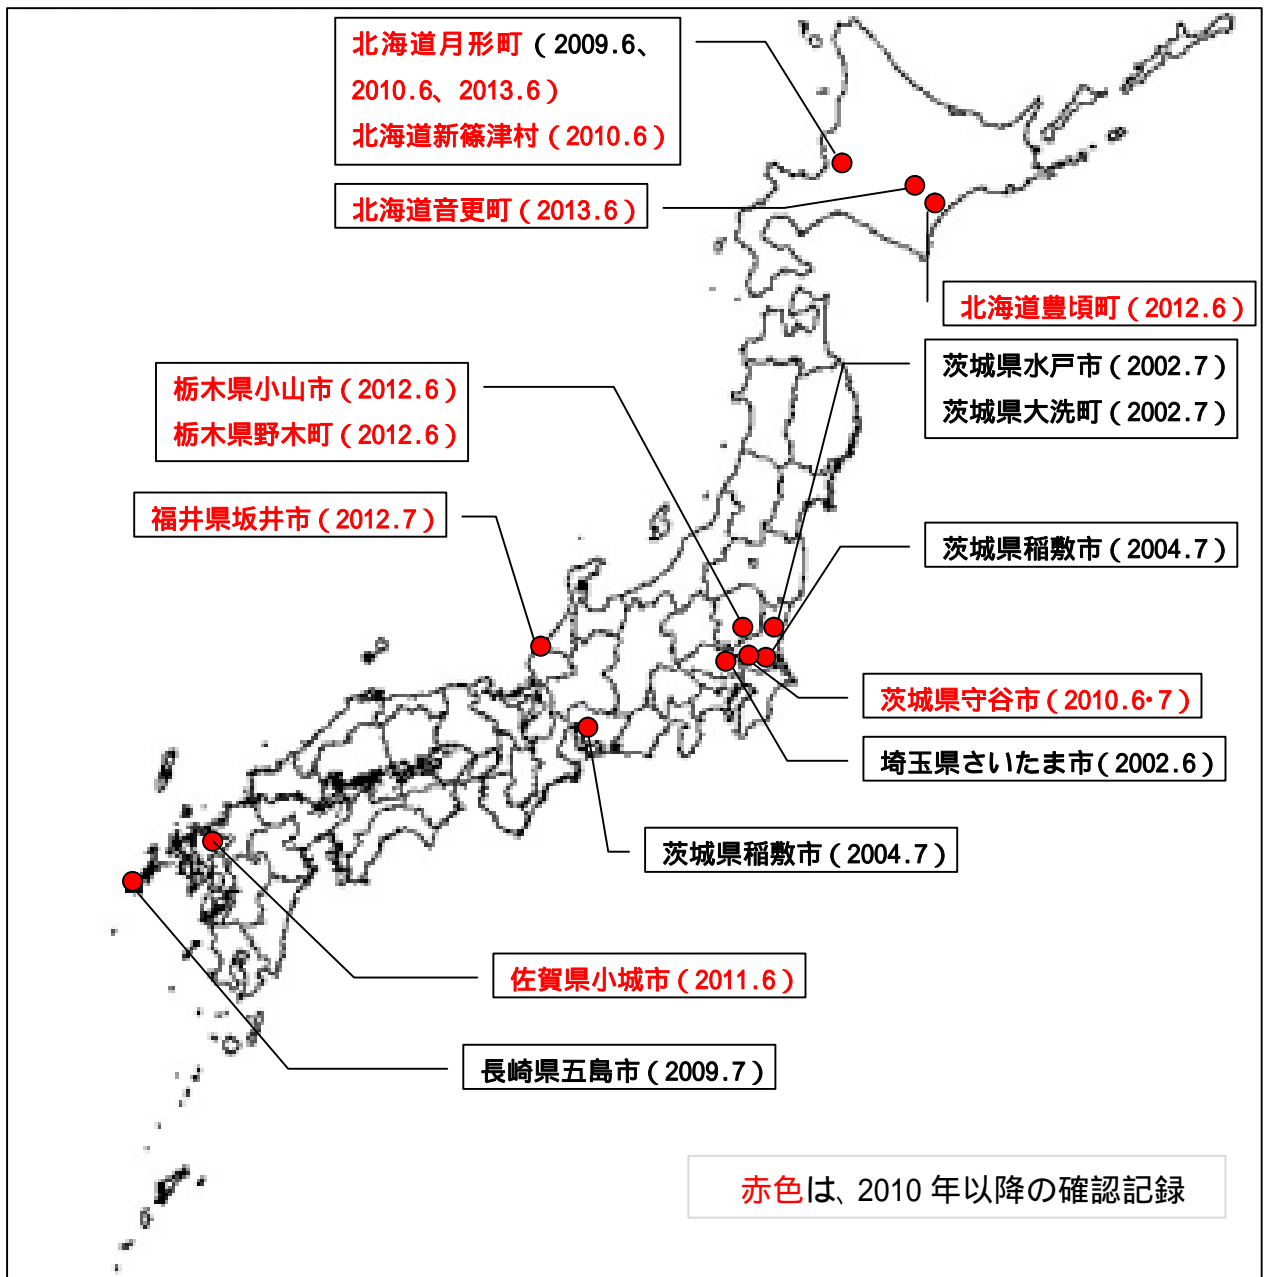 北海道月形町（2009.6、
2010.6、2013.6）
北海道新篠津村（2010.6）
北海道音更町（2013.6）
北海道豊頃町（2012.6）
茨城県水戸市（2002.7）
茨城県大洗町（2002.7）
栃木県小山市（2012.6）
栃木県野木町（2012.6）
福井県坂井市（2012.7）
茨城県稲敷市（2004.7）
茨城県守谷市（2010.6・7）
埼玉県さいたま市（2002.6）
茨城県稲敷市（2004.7）
佐賀県小城市（2011.6）
長崎県五島市（2009.7）
赤色は、2010 年以降の確認記録